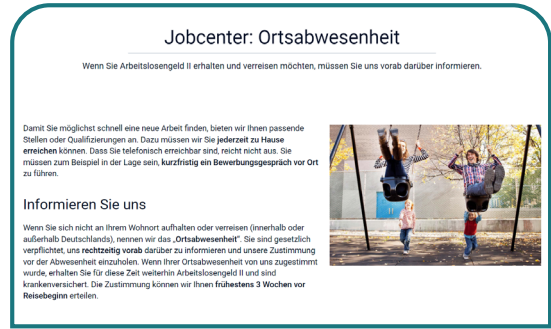 Jobcenter: Ortsabwesenheit
Wenn Sie Arbeitslosengeld II erhalten und verreisen möchten, müssen Sie uns vorab darüber informieren.
Damit Sie möglichst schnell eine neue Arbeit finden, bieten wir Ihnen passende
Stellen oder Qualifizierungen an. Dazu müssen wir Sie jederzeit zu Hause
erreichen können. Dass Sie telefonisch erreichbar sind, reicht nicht aus. Sie
müssen zum Beispiel in der Lage sein, kurzfristig ein Bewerbungsgespräch vor Ort
zu führen.
Informieren Sie uns
Wenn Sie sich nicht an Ihrem Wohnort aufhalten oder verreisen (innerhalb oder
außerhalb Deutschlands), nennen wir das „Ortsabwesenheit“. Sie sind gesetzlich
verpflichtet, uns rechtzeitig vorab darüber zu informieren und unsere Zustimmung
vor der Abwesenheit einzuholen. Wenn Ihrer Ortsabwesenheit von uns zugestimmt
wurde, erhalten Sie für diese Zeit weiterhin Arbeitslosengeld II und sind
krankenversichert. Die Zustimmung können wir Ihnen frühestens 3 Wochen vor
Reisebeginn erteilen.